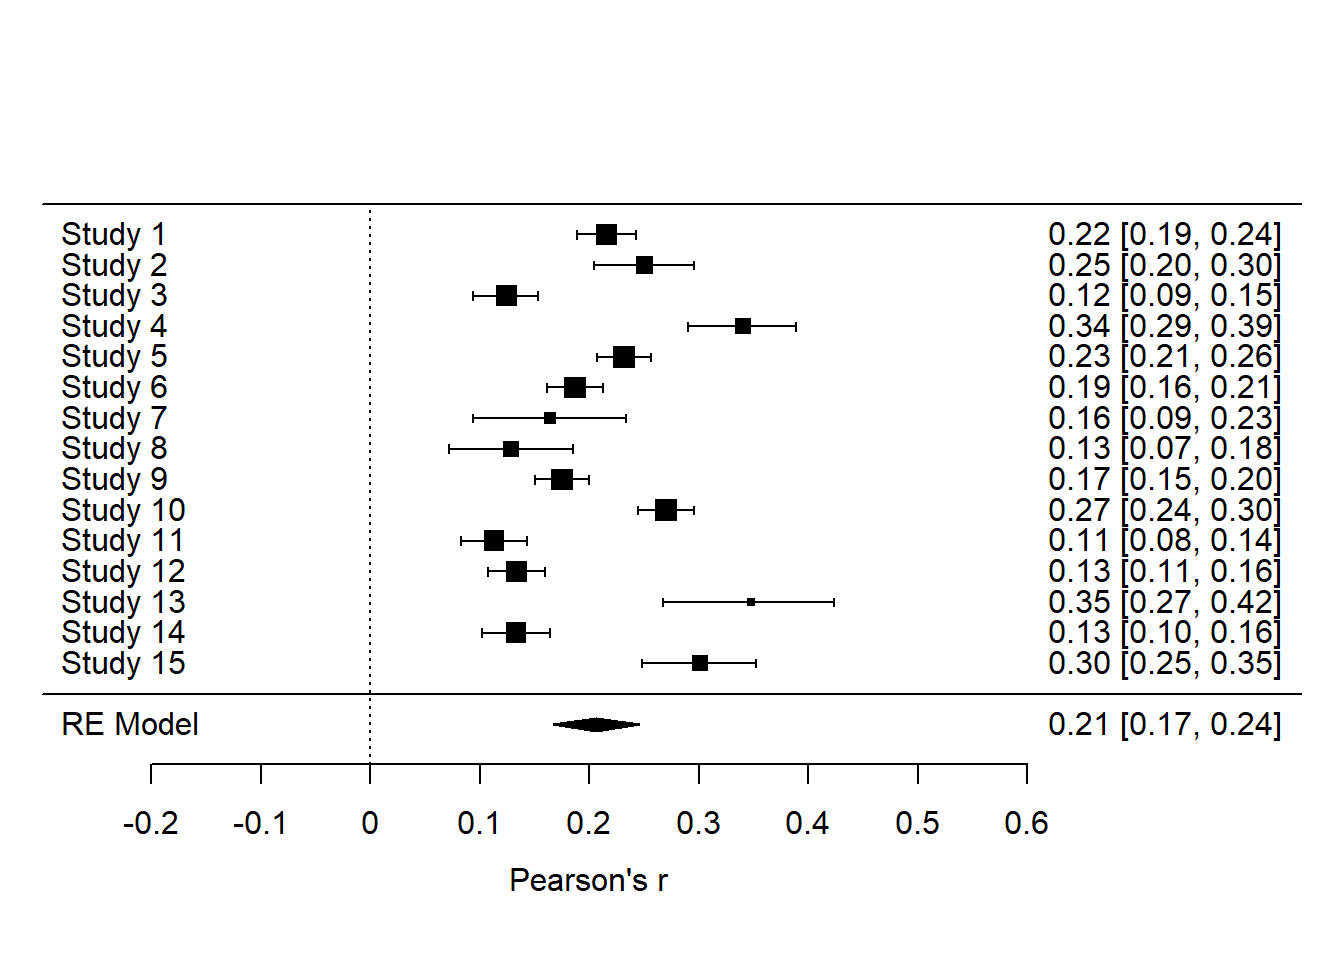 Study 1 0.22 [0.19, 0.24]
Study 2 0.25 [0.20, 0.30]
Study 3 0.12 [0.09, 0.15]
Study 4 0.34 [0.29, 0.39]
Study 5 0.23 [0.21, 0.26]
Study 6 0.19 [0.16, 0.21]
Study 7 0.16 [0.09, 0.23]
Study 8 0.13 [0.07, 0.18]
Study 9 0.17 [0.15, 0.20]
Study 10 0.27 [0.24, 0.30]
Study 11 0.11 [0.08, 0.14]
Study 12 0.13 [0.11, 0.16]
Study 13 0.35 [0.27, 0.42]
Study 14 0.13 [0.10, 0.16]
Study 15 0.30 [0.25, 0.35]
RE Model 0.21 [0.17, 0.24]
-0.2 -0.1 0 0.1 0.2 0.3 0.4 0.5 0.6
Pearson's r